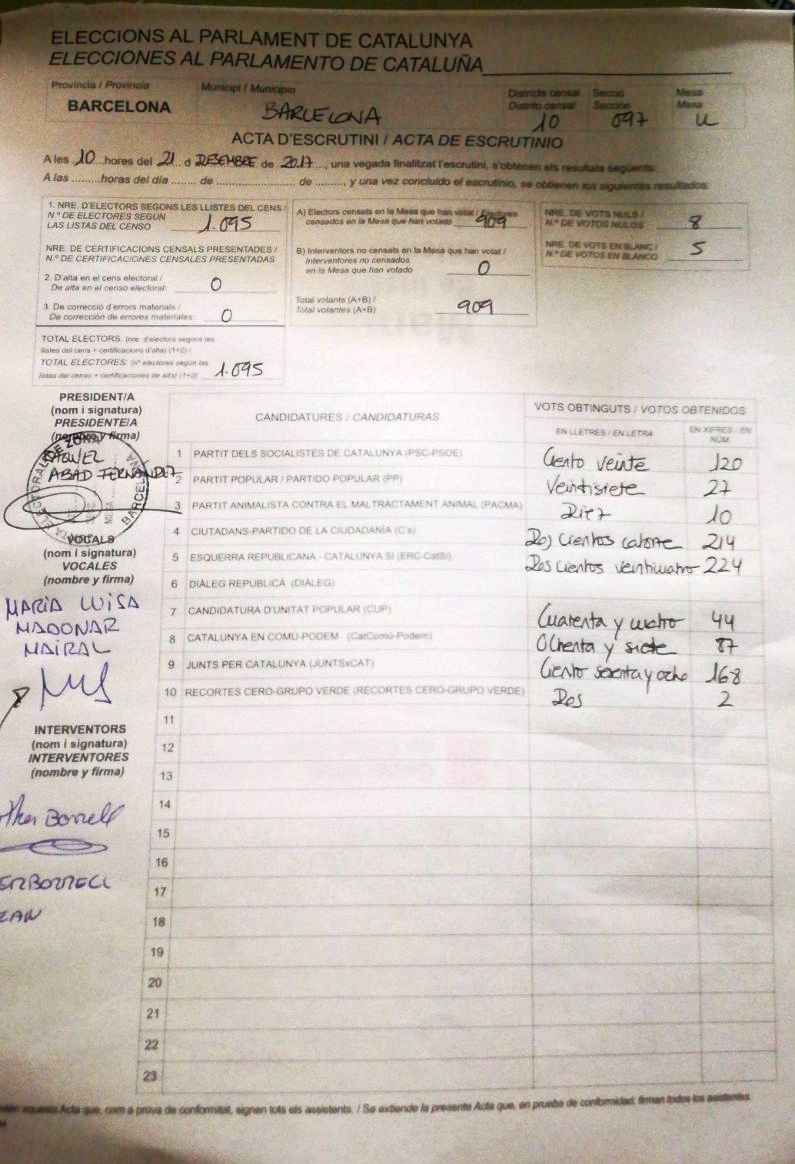 ELECCIONS AL PARLAMENT DE CATALUNYA
ELECCIONES AL PARLAMENTO DE CATALUÑA
Província / Provincia
BARCELONA
Municipi / Municipio
BARCELONA
Districte censal
Distrito censal
10
Secció
Sección
097
Mesa
Mesa
U
ACTA D'ESCRUTINI / ACTA DE ESCRUTINIO
A les 10 hores del 21 d DESEMBRE de 2017, una vegada finalitzat l'escrutini, s'obtenen els resultats següents:
A las ......... horas del día ........ de .................... de ........, y una vez concluido el escrutinio, se obtienen los siguientes resultados:
1. NRE. D'ELECTORS SEGONS LES LLISTES DEL CENS /
N.º DE ELECTORES SEGÚN
LAS LISTAS DEL CENSO 1.095
NRE. DE CERTIFICACIONS CENSALS PRESENTADES /
N.º DE CERTIFICACIONES CENSALES PRESENTADAS
2. D'alta en el cens electoral /
De alta en el censo electoral: 0
3. De correcció d'errors materials /
De corrección de errores materiales: 0
TOTAL ELECTORS: (nre. d'electors segons les
llistes del cens + certificacions d'alta) (1+2) /
TOTAL ELECTORES: (nº electores según las
listas del censo + certificaciones de alta) (1+2) 1.095
A) Electors censats en la Mesa que han votat / Electores
censados en la Mesa que han votado 909
B) Interventors no censats en la Mesa que han votat /
Interventores no censados
en la Mesa que han votado 0
Total votants (A+B) /
Total votantes (A+B) 909
NRE. DE VOTS NULS /
N.º DE VOTOS NULOS 8
NRE. DE VOTS EN BLANC /
N.º DE VOTOS EN BLANCO 5
PRESIDENT/A
(nom i signatura)
PRESIDENTE/A
(nombre y firma)
ABAD FERNANDEZ
VOCALS
(nom i signatura)
VOCALES
(nombre y firma)
MARIA LUISA
MADONAR
MAIRAL
INTERVENTORS
(nom i signatura)
INTERVENTORES
(nombre y firma)
Borrell
CANDIDATURES / CANDIDATURAS
VOTS OBTINGUTS / VOTOS OBTENIDOS
EN LLETRES / EN LETRA
EN XIFRES / EN NÚM.
1 PARTIT DELS SOCIALISTES DE CATALUNYA (PSC-PSOE) Ciento veinte 120
2 PARTIT POPULAR / PARTIDO POPULAR (PP) Veintisiete 27
3 PARTIT ANIMALISTA CONTRA EL MALTRACTAMENT ANIMAL (PACMA) Diez 10
4 CIUTADANS-PARTIDO DE LA CIUDADANÍA (C's) Dos cientos catorce 214
5 ESQUERRA REPUBLICANA - CATALUNYA SI (ERC-CatSí) Dos cientos veinticuatro 224
6 DIÀLEG REPUBLICÀ (DIÀLEG)
7 CANDIDATURA D'UNITAT POPULAR (CUP) Cuarenta y cuatro 44
8 CATALUNYA EN COMÚ-PODEM (CatComú-Podem) Ochenta y siete 87
9 JUNTS PER CATALUNYA (JUNTSxCAT) Ciento sesenta y ocho 168
10 RECORTES CERO-GRUPO VERDE (RECORTES CERO-GRUPO VERDE) Dos 2
11
12
13
14
15
16
17
18
19
20
21
22
23
aquesta Acta que, com a prova de conformitat, signen tots els assistents. / Se extiende la presente Acta que, en prueba de conformidad, firman todos los asistentes.